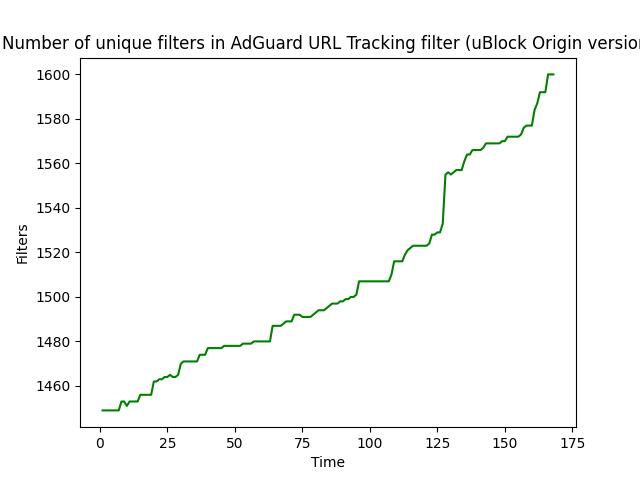 Number of unique filters in AdGuard URL Tracking filter (uBlock Origin version
1600
1580
1560
1540
1520
1500
1480
1460
Filters
0 25 50 75 100 125 150 175
Time